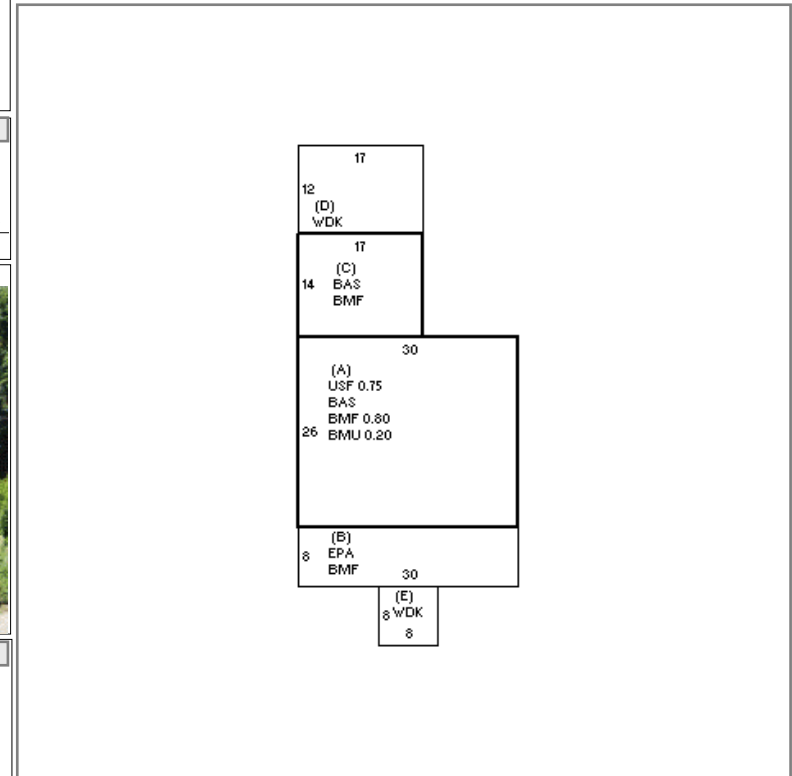 17
12
(D)
WDK
17
(C)
14 BAS
BMF
30
(A)
USF 0.75
BAS
BMF 0.80
26 BMU 0.20
(B)
8 EPA
BMF 30
(E)
8 WDK
8